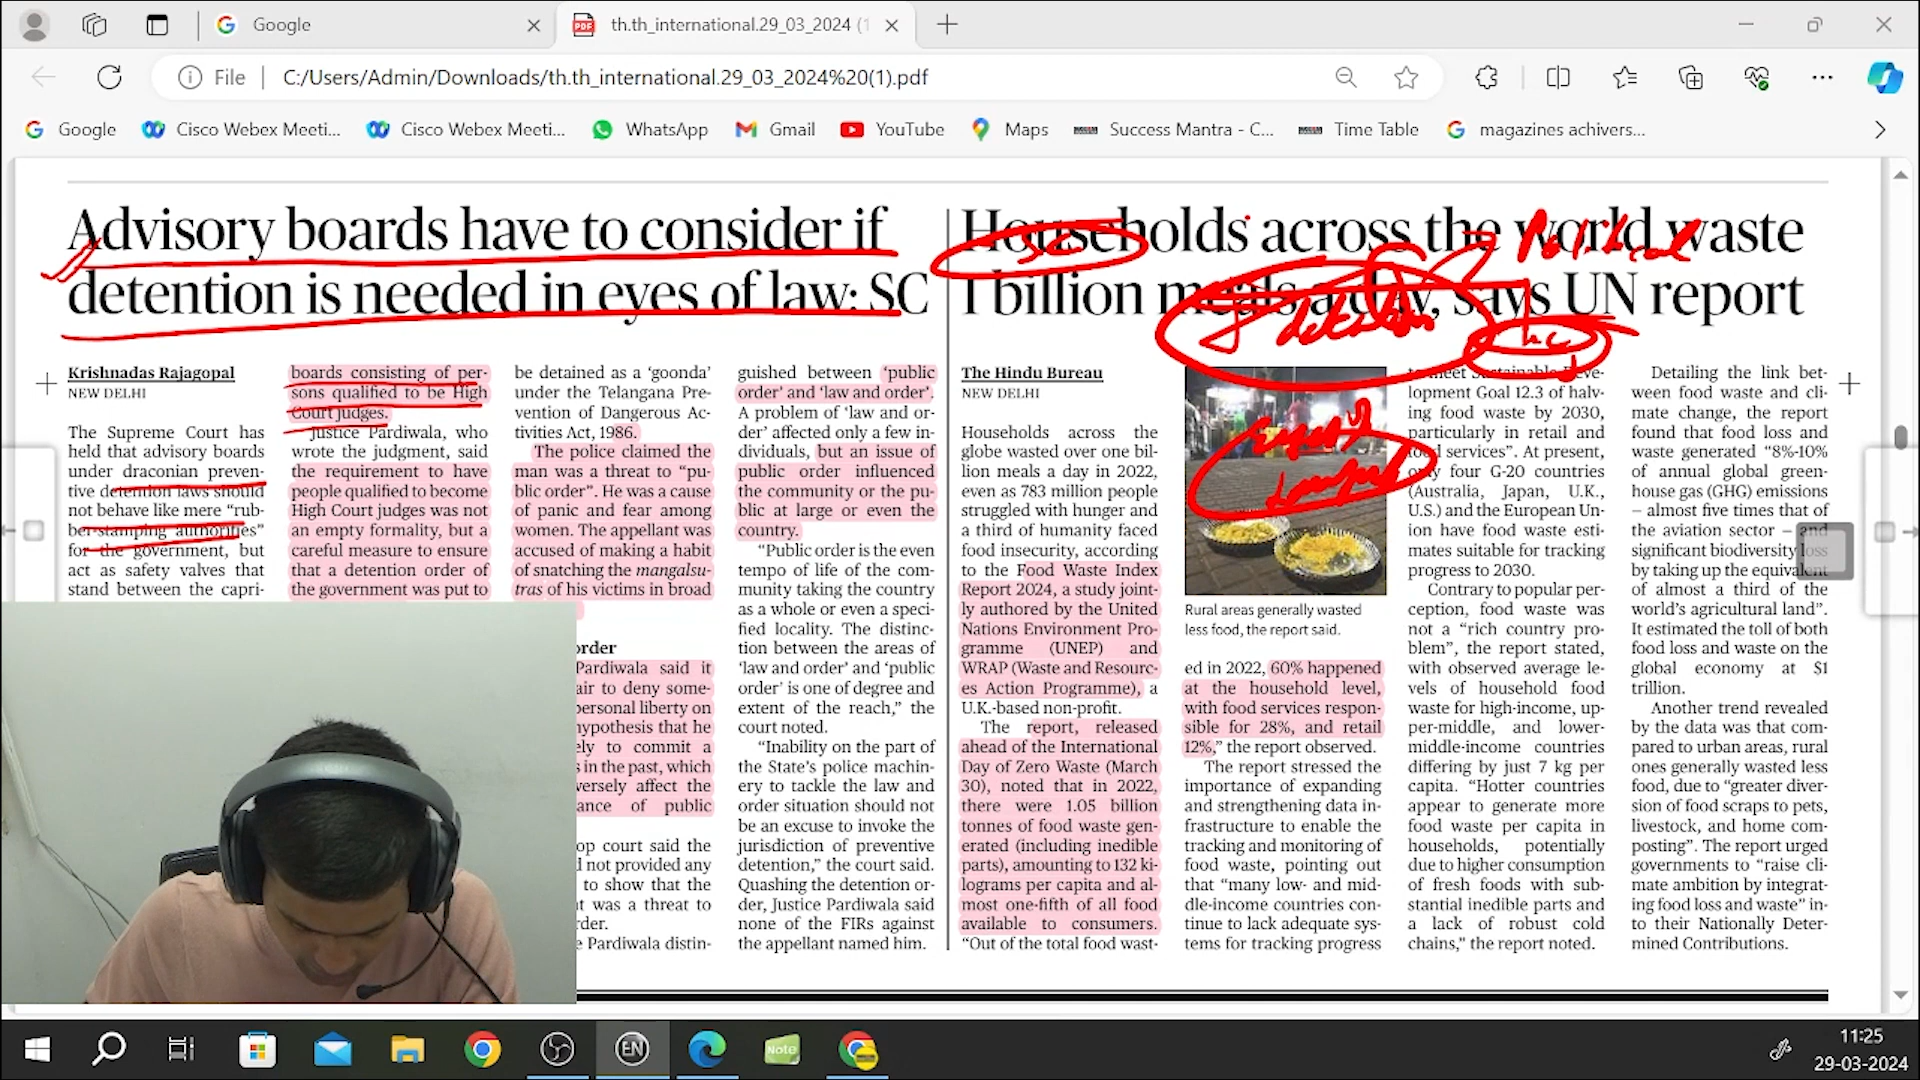 Google
th.th_international.29_03_2024 (1
File
C:/Users/Admin/Downloads/th.th_international.29_03_2024%20(1).pdf
Google
Cisco Webex Meeti...
Cisco Webex Meeti...
WhatsApp
Gmail
YouTube
Maps
Success Mantra - C...
Time Table
magazines achivers...
Advisory boards have to consider if
detention is needed in eyes of law: SC
Krishnadas Rajagopal
NEW DELHI
The Supreme Court has
held that advisory boards
under draconian preven-
tive detention laws should
not behave like mere “rub-
ber-stamping authorities”
for the government, but
act as safety valves that
stand between the capri-
boards consisting of per-
sons qualified to be High
Court judges.
Justice Pardiwala, who
wrote the judgment, said
the requirement to have
people qualified to become
High Court judges was not
an empty formality, but a
careful measure to ensure
that a detention order of
the government was put to
be detained as a ‘goonda’
under the Telangana Pre-
vention of Dangerous Ac-
tivities Act, 1986.
The police claimed the
man was a threat to “pu-
blic order”. He was a cause
of panic and fear among
women. The appellant was
accused of making a habit
of snatching the mangalsu-
tras of his victims in broad
order
Pardiwala said it
air to deny some-
personal liberty on
hypothesis that he
ely to commit a
s in the past, which
versely affect the
ance of public
op court said the
d not provided any
to show that the
t was a threat to
rder.
e Pardiwala distin-
guished between ‘public
order’ and ‘law and order’.
A problem of ‘law and or-
der’ affected only a few in-
dividuals, but an issue of
public order influenced
the community or the pu-
blic at large or even the
country.
“Public order is the even
tempo of life of the com-
munity taking the country
as a whole or even a speci-
fied locality. The distinc-
tion between the areas of
‘law and order’ and ‘public
order’ is one of degree and
extent of the reach,” the
court noted.
“Inability on the part of
the State’s police machin-
ery to tackle the law and
order situation should not
be an excuse to invoke the
jurisdiction of preventive
detention,” the court said.
Quashing the detention or-
der, Justice Pardiwala said
none of the FIRs against
the appellant named him.
Households across the world waste
1 billion meals a day, says UN report
SC
Political
detention
HC
The Hindu Bureau
NEW DELHI
Households across the
globe wasted over one bil-
lion meals a day in 2022,
even as 783 million people
struggled with hunger and
a third of humanity faced
food insecurity, according
to the Food Waste Index
Report 2024, a study joint-
ly authored by the United
Nations Environment Pro-
gramme (UNEP) and
WRAP (Waste and Resourc-
es Action Programme), a
U.K.-based non-profit.
The report, released
ahead of the International
Day of Zero Waste (March
30), noted that in 2022,
there were 1.05 billion
tonnes of food waste gen-
erated (including inedible
parts), amounting to 132 ki-
lograms per capita and al-
most one-fifth of all food
available to consumers.
“Out of the total food wast-
Rural areas generally wasted
less food, the report said.
ed in 2022, 60% happened
at the household level,
with food services respon-
sible for 28%, and retail
12%,” the report observed.
The report stressed the
importance of expanding
and strengthening data in-
frastructure to enable the
tracking and monitoring of
food waste, pointing out
that “many low- and mid-
dle-income countries con-
tinue to lack adequate sys-
tems for tracking progress
to meet Sustainable Deve-
lopment Goal 12.3 of halv-
ing food waste by 2030,
particularly in retail and
food services”. At present,
only four G-20 countries
(Australia, Japan, U.K.,
U.S.) and the European Un-
ion have food waste esti-
mates suitable for tracking
progress to 2030.
Contrary to popular per-
ception, food waste was
not a “rich country pro-
blem”, the report stated,
with observed average le-
vels of household food
waste for high-income, up-
per-middle, and lower-
middle-income countries
differing by just 7 kg per
capita. “Hotter countries
appear to generate more
food waste per capita in
households, potentially
due to higher consumption
of fresh foods with sub-
stantial inedible parts and
a lack of robust cold
chains,” the report noted.
Detailing the link bet-
ween food waste and cli-
mate change, the report
found that food loss and
waste generated “8%-10%
of annual global green-
house gas (GHG) emissions
– almost five times that of
the aviation sector – and
significant biodiversity loss
by taking up the equivalent
of almost a third of the
world’s agricultural land”.
It estimated the toll of both
food loss and waste on the
global economy at $1
trillion.
Another trend revealed
by the data was that com-
pared to urban areas, rural
ones generally wasted less
food, due to “greater diver-
sion of food scraps to pets,
livestock, and home com-
posting”. The report urged
governments to “raise cli-
mate ambition by integrat-
ing food loss and waste” in-
to their Nationally Deter-
mined Contributions.
EN
Note
11:25
29-03-2024